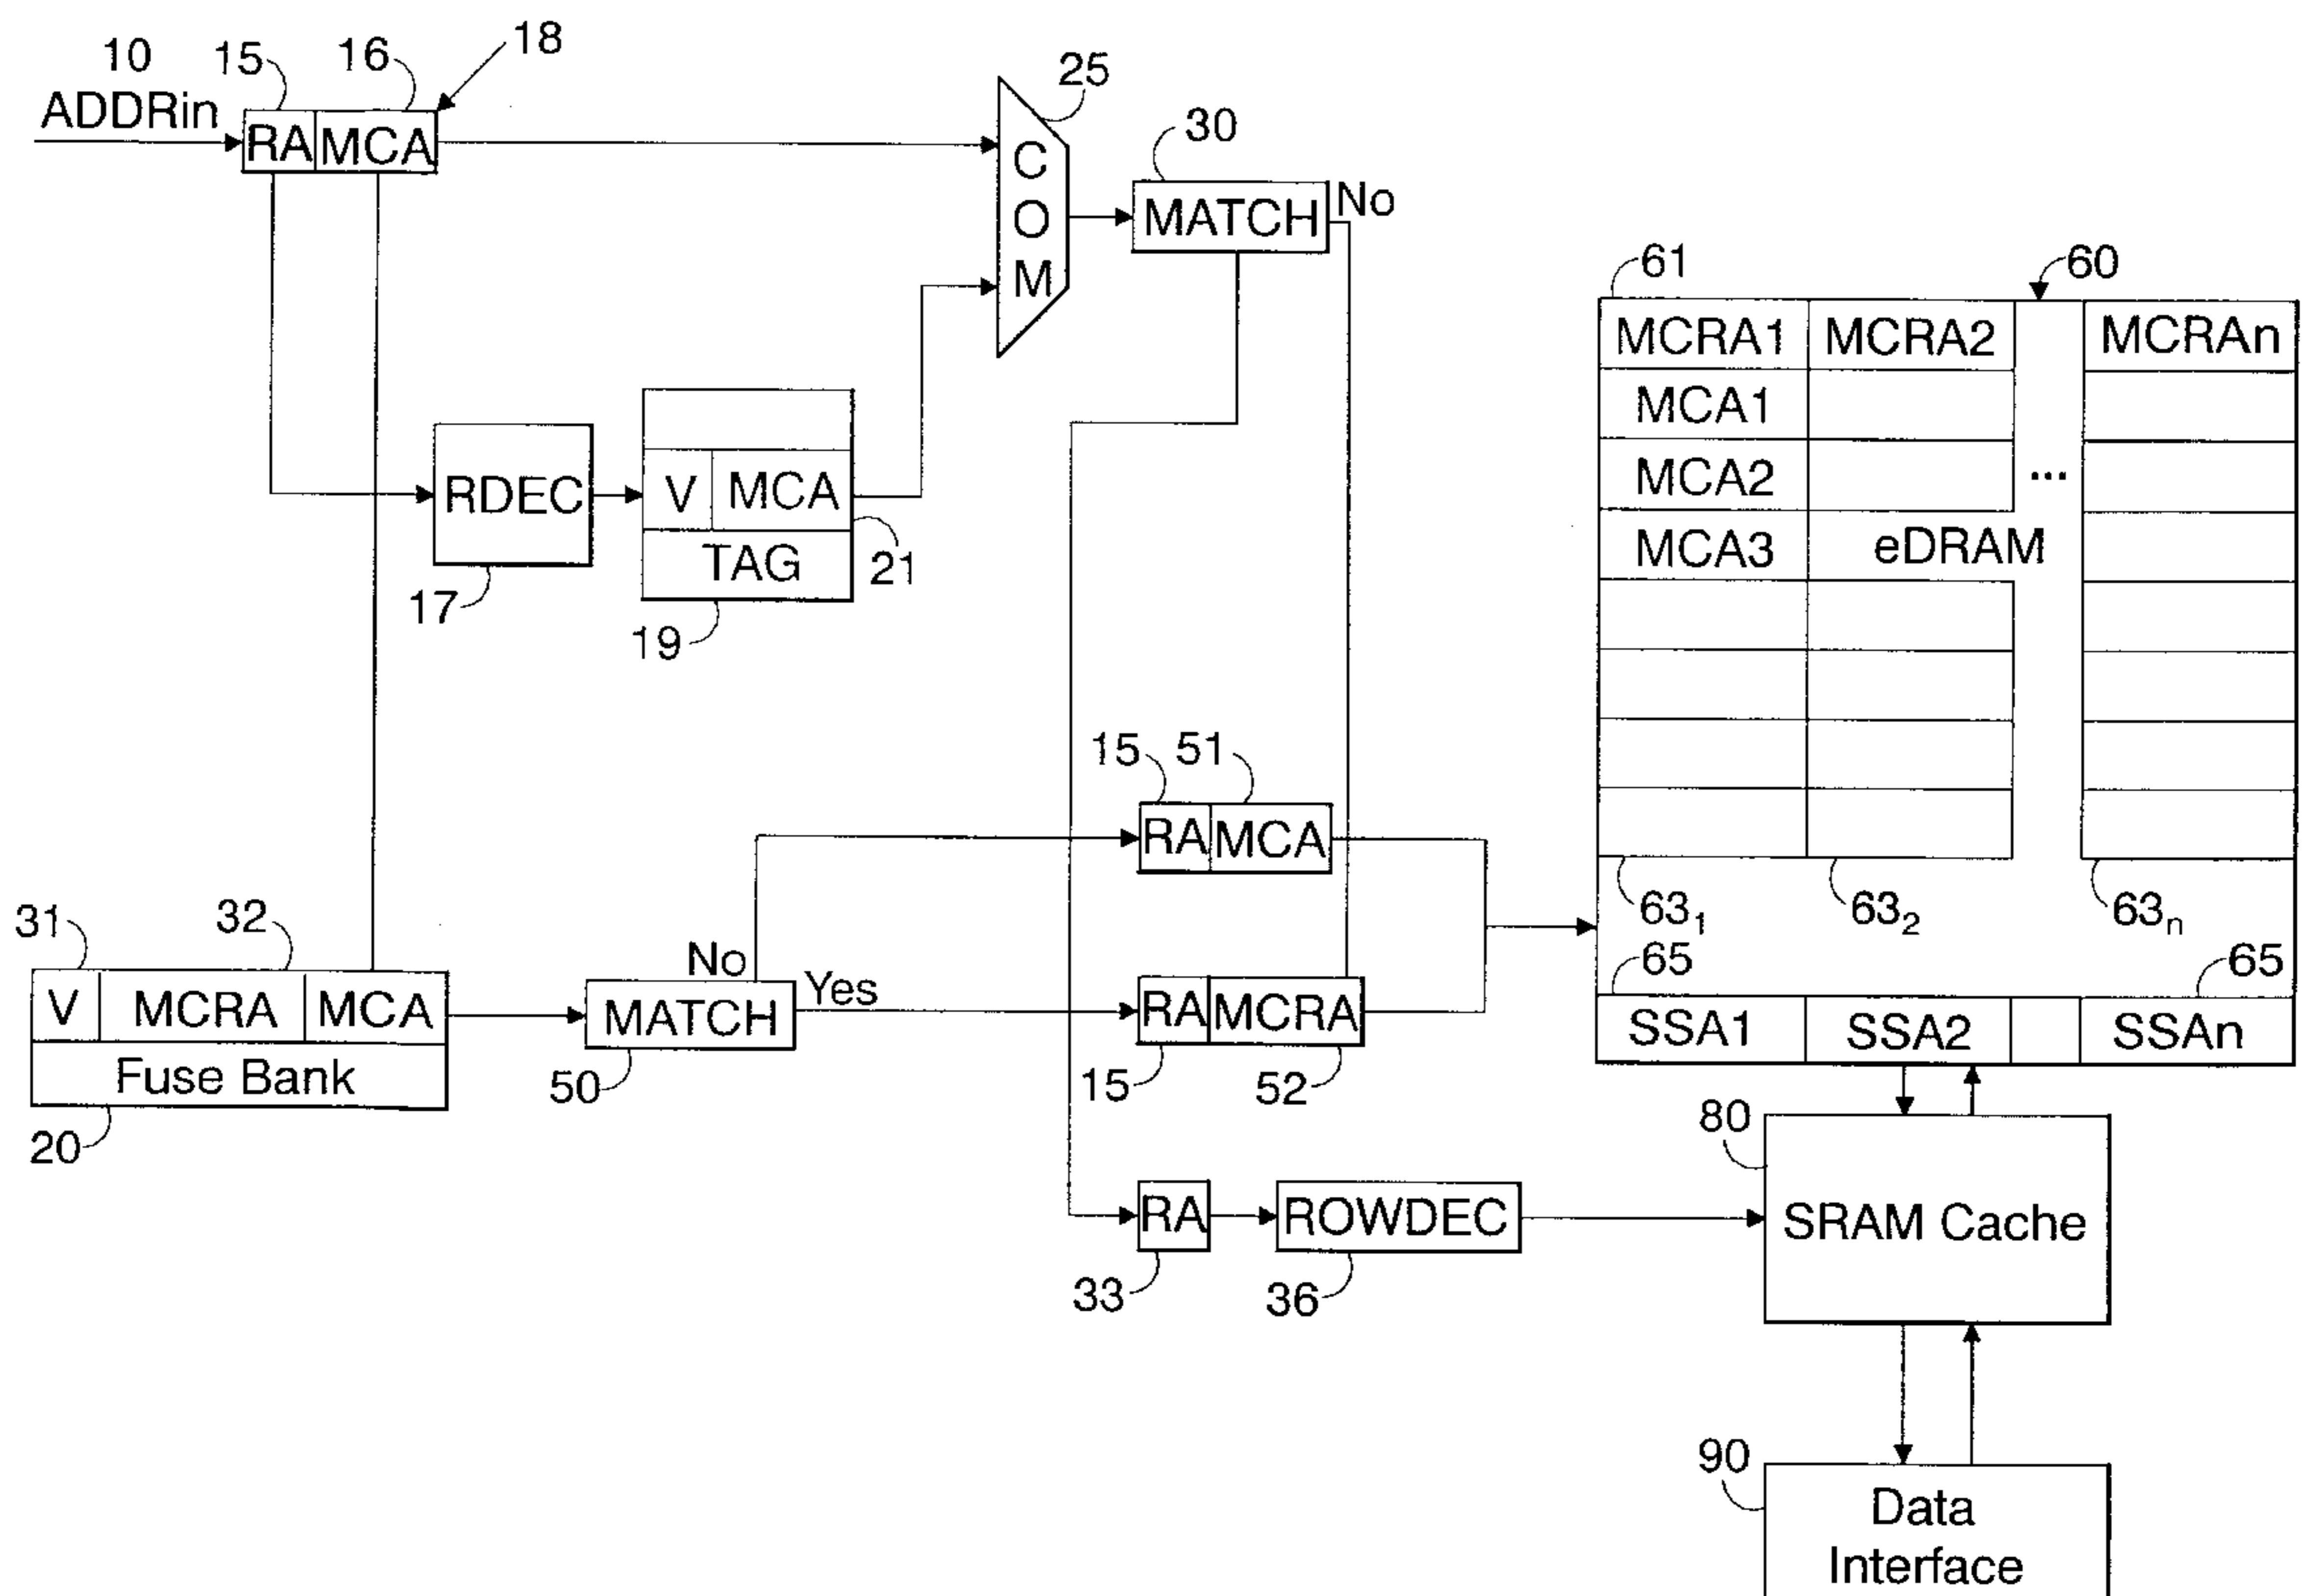 10
15
16
18
25
ADDRin
RA MCA
C
O
M
30
MATCH
No
RDEC
17
V MCA
TAG
21
19
61
60
MCRA1 MCRA2 MCRAn
MCA1
MCA2
...
MCA3 eDRAM
63₁ 63₂ 63ₙ
65 65
SSA1 SSA2 SSAn
15 51
RA MCA
31 32
V MCRA MCA
Fuse Bank
20
No
MATCH
Yes
50
RA MCRA
15 52
RA
33
ROWDEC
36
80
SRAM Cache
90
Data
Interface